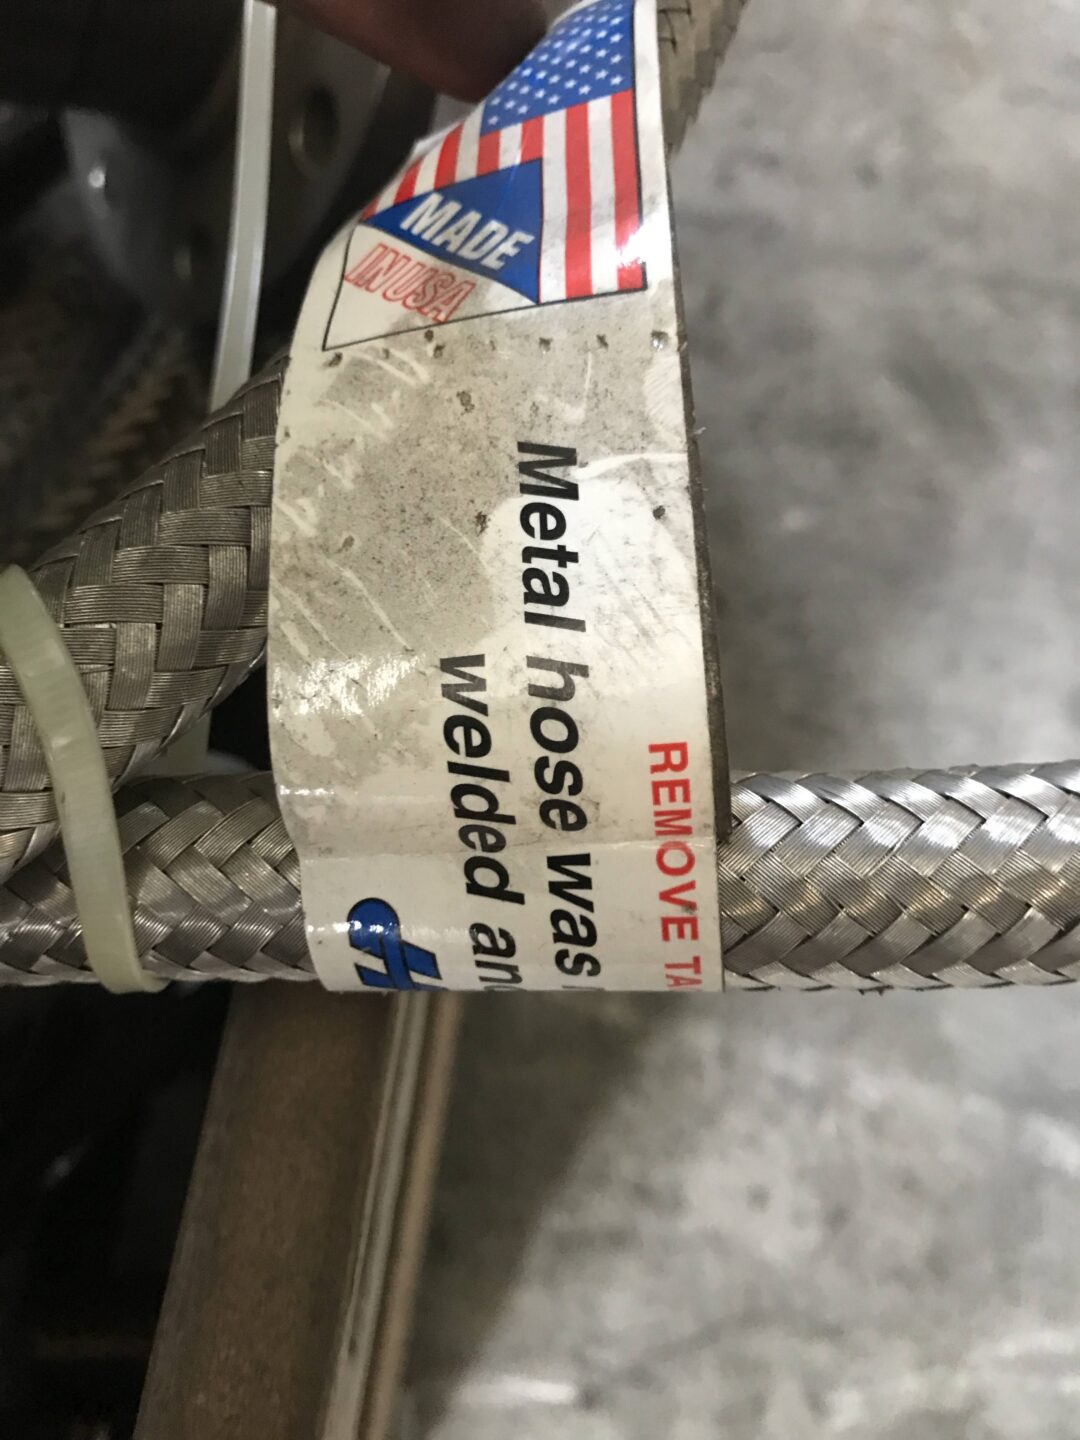 MADE
IN USA
REMOVE TA
Metal hose was
welded an